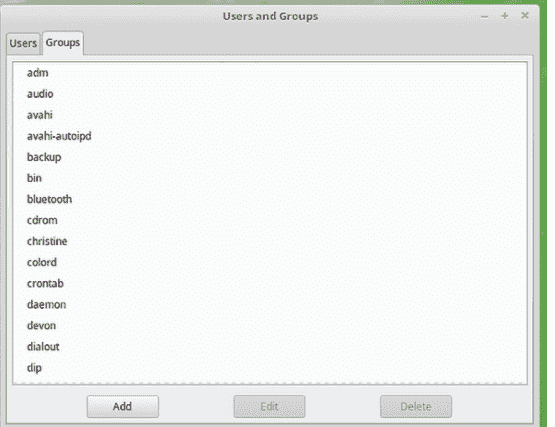 Users and Groups
Users Groups
adm
audio
avahi
avahi-autoipd
backup
bin
bluetooth
cdrom
christine
colord
crontab
daemon
devon
dialout
dip
Add Edit Delete